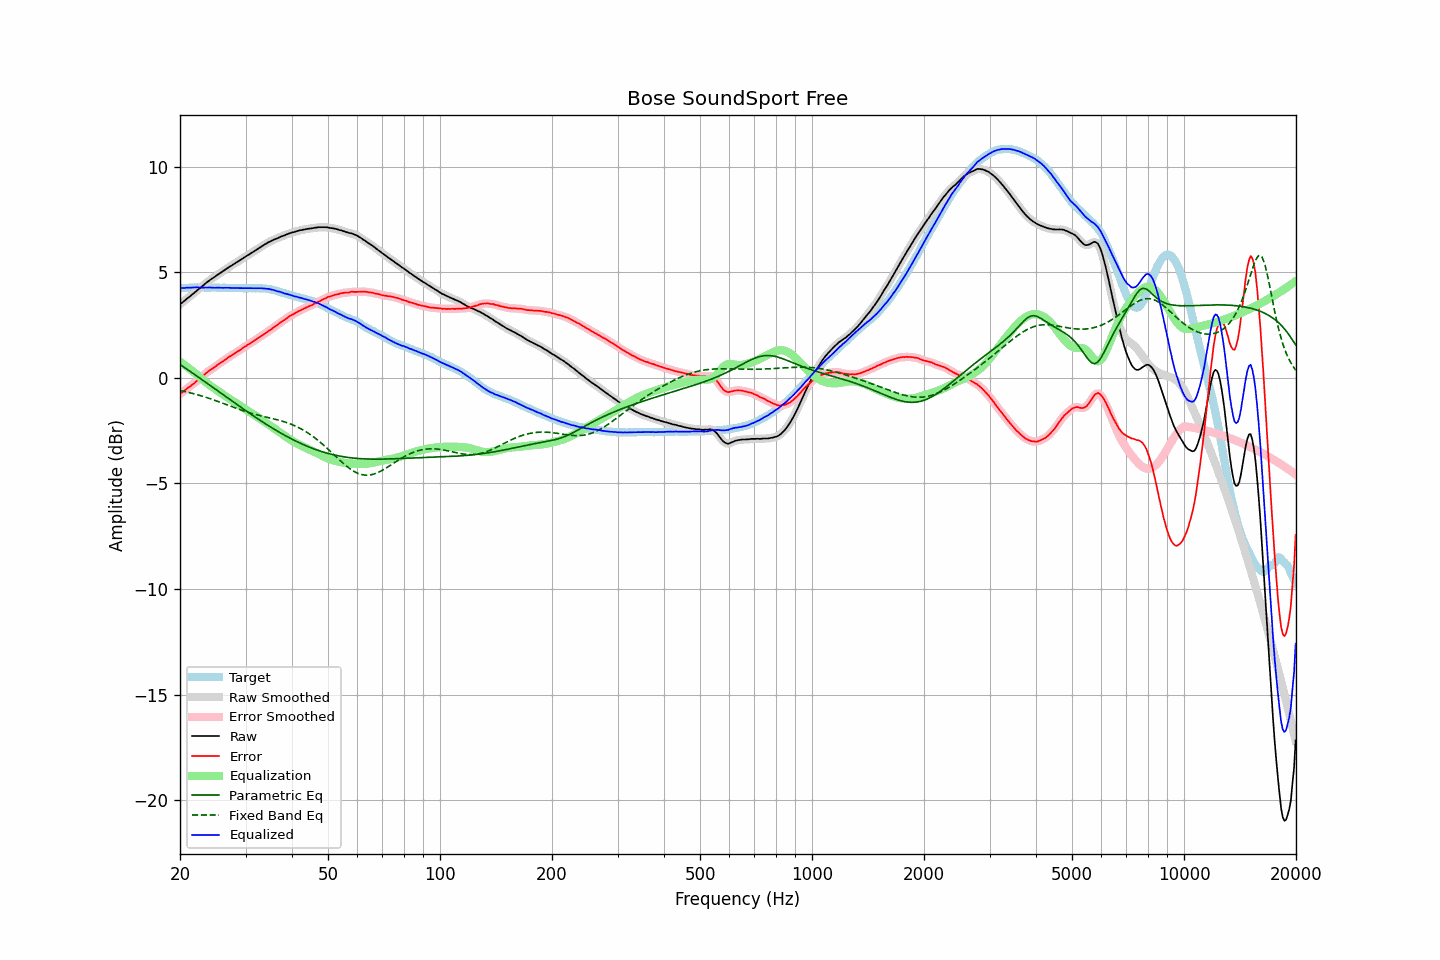 Bose SoundSport Free
Amplitude (dBr)
10
5
0
−5
−10
−15
−20
Target
Raw Smoothed
Error Smoothed
Raw
Error
Equalization
Parametric Eq
Fixed Band Eq
Equalized
20 50 100 200 500 1000 2000 5000 10000 20000
Frequency (Hz)